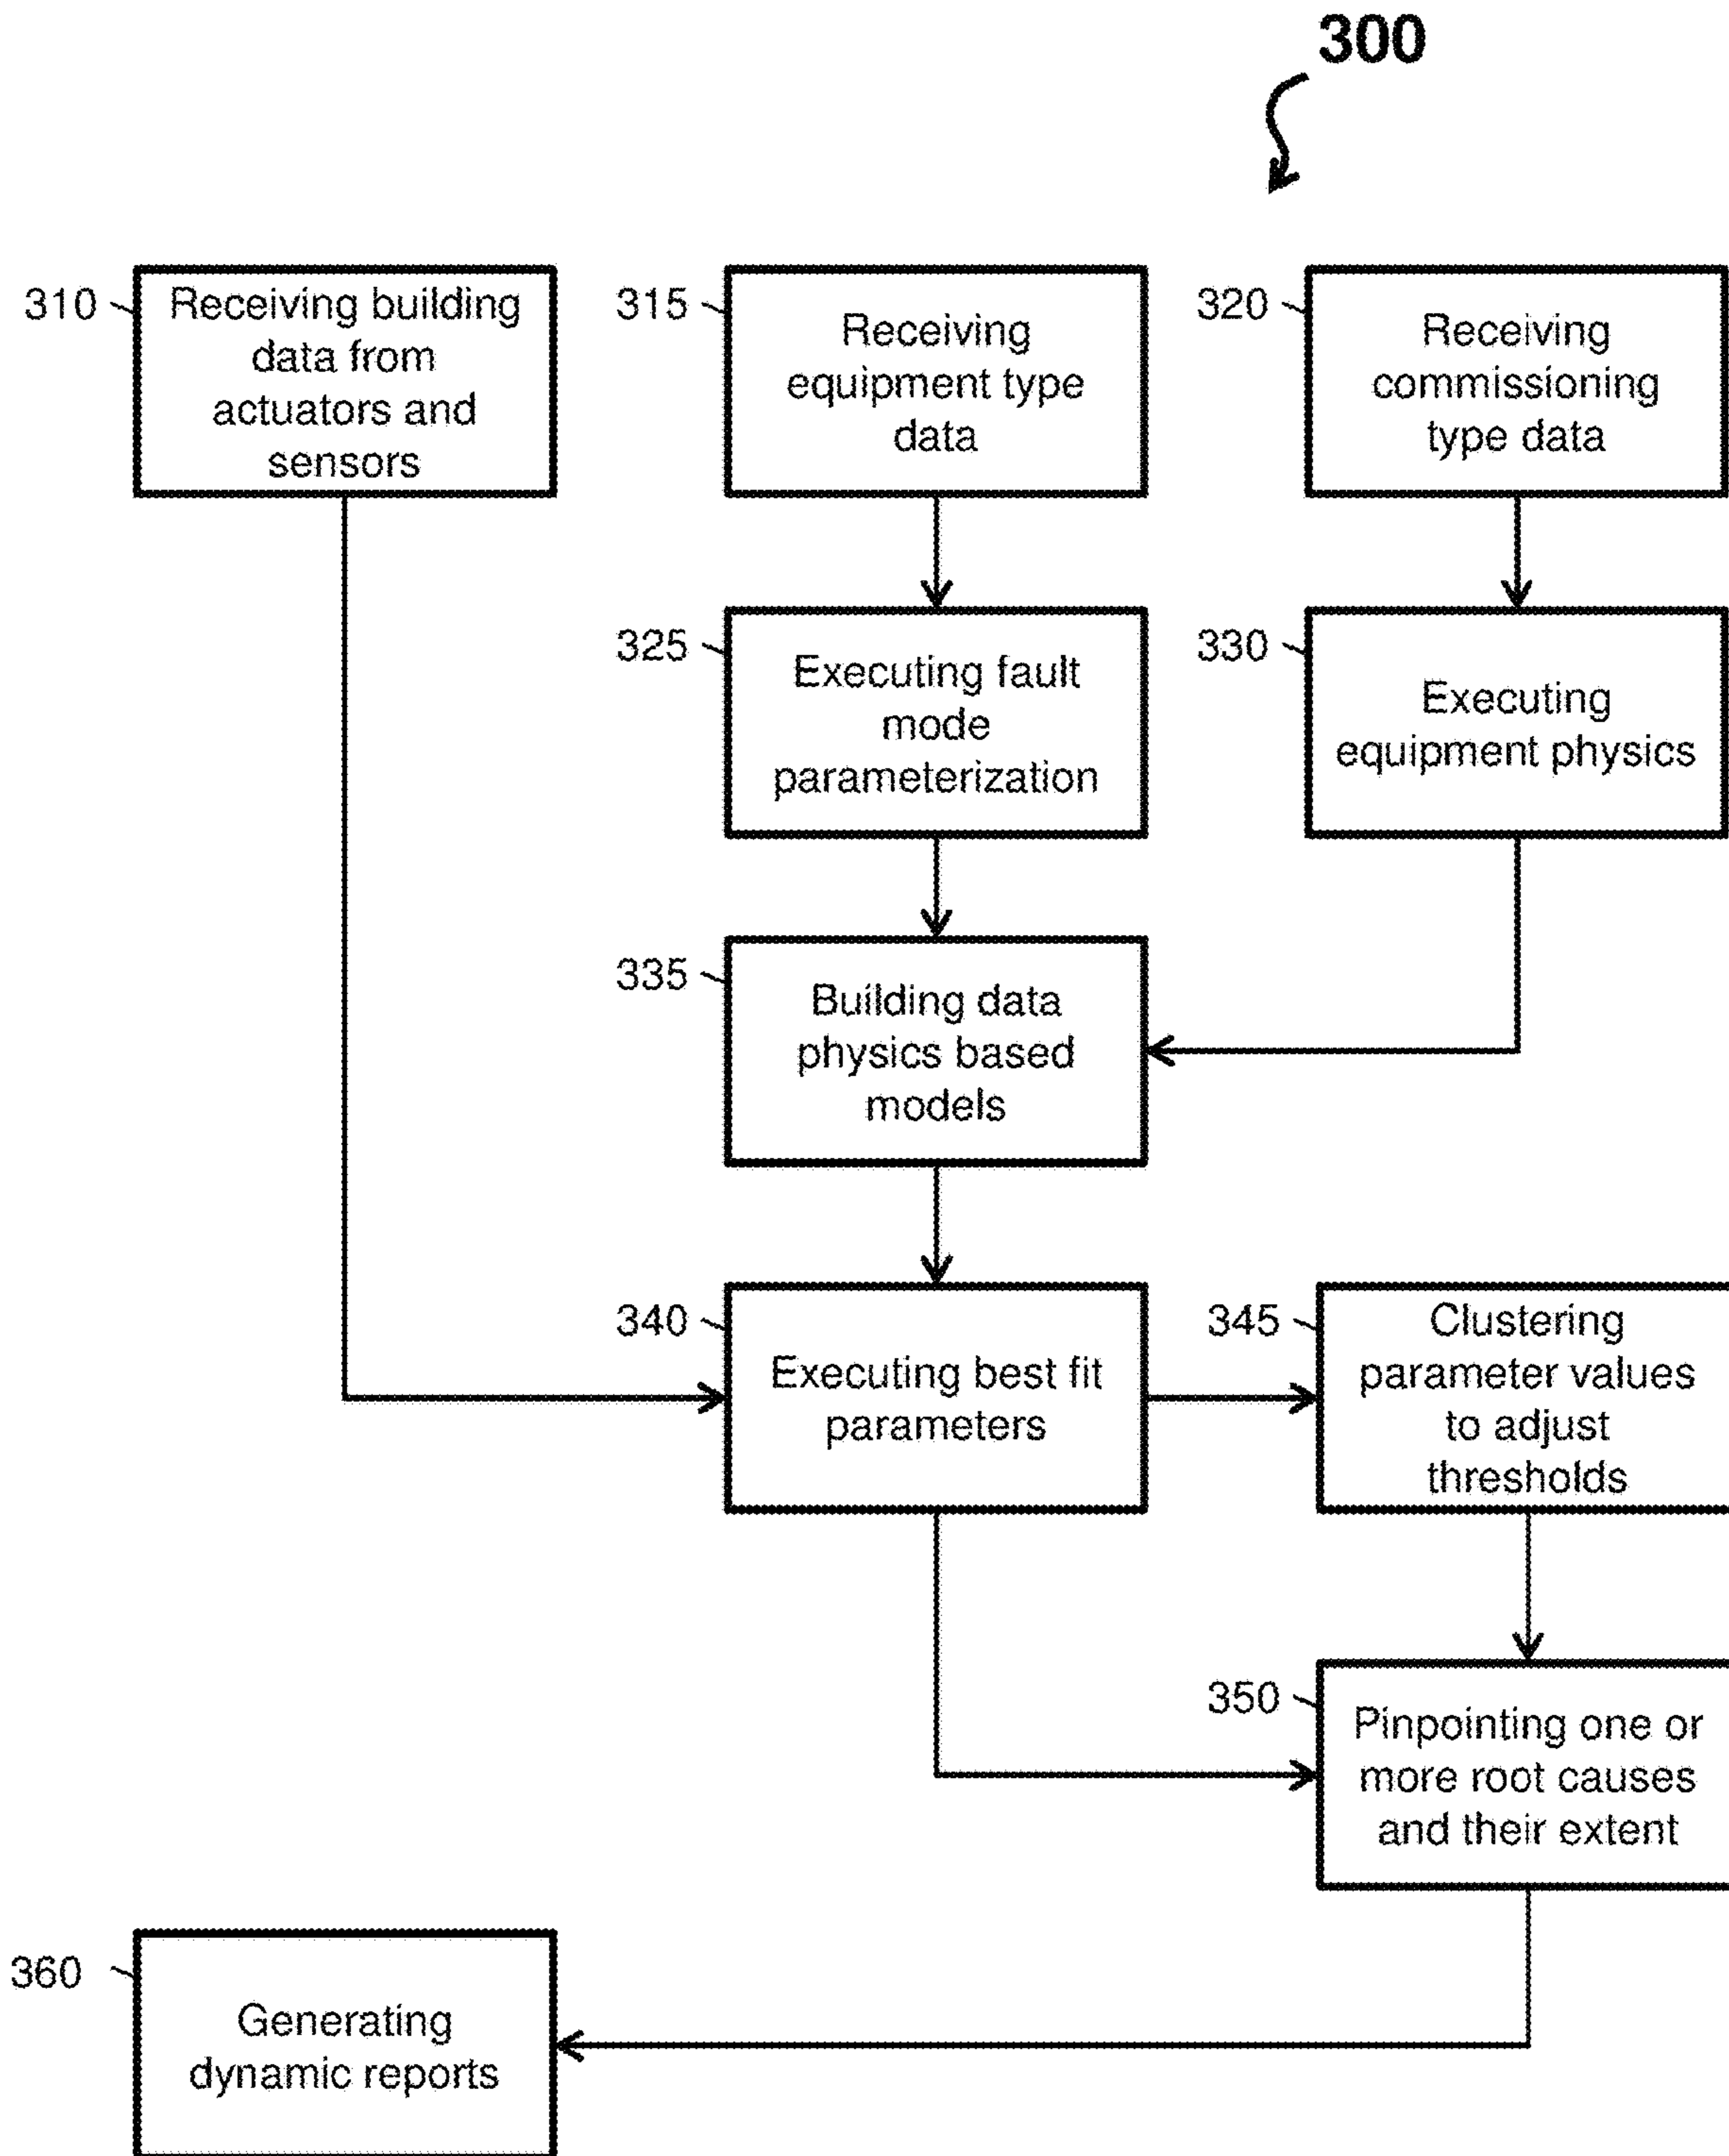 300
310
Receiving building
data from
actuators and
sensors
315
Receiving
equipment type
data
320
Receiving
commissioning
type data
325
Executing fault
mode
parameterization
330
Executing
equipment physics
335
Building data
physics based
models
340
Executing best fit
parameters
345
Clustering
parameter values
to adjust
thresholds
350
Pinpointing one or
more root causes
and their extent
360
Generating
dynamic reports